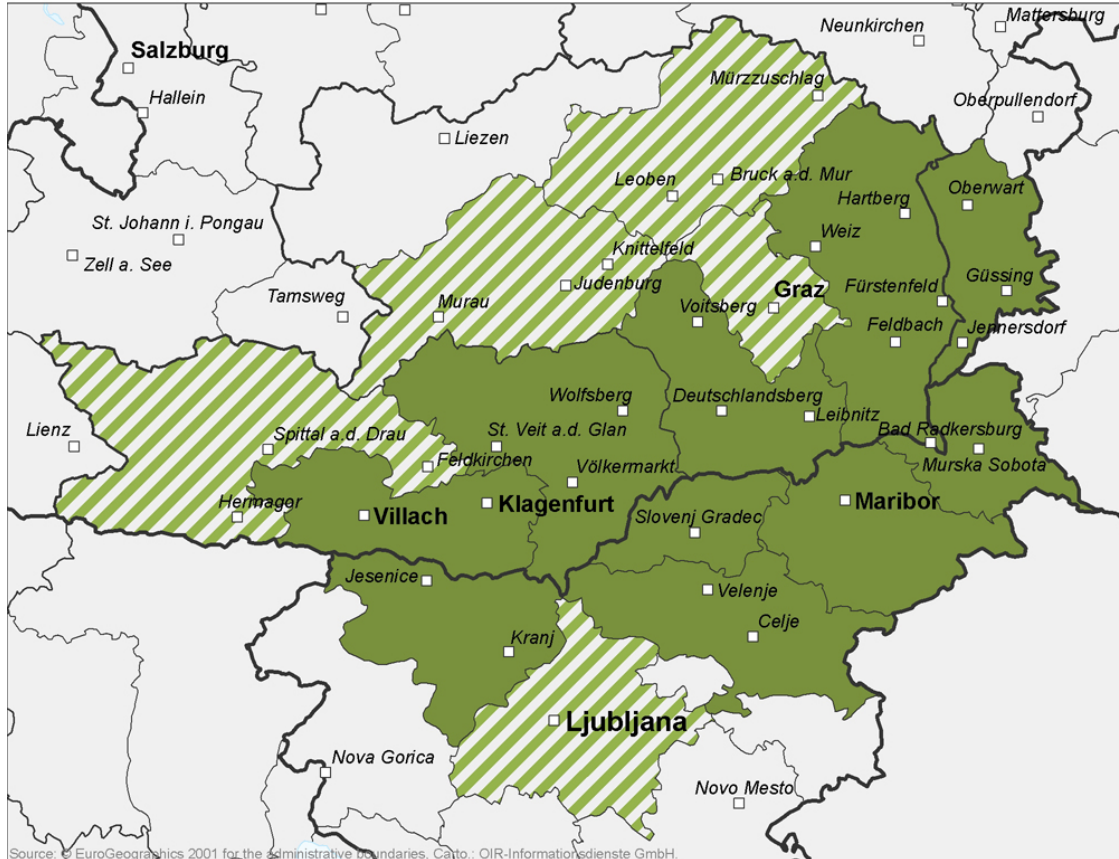 Mattersburg
Neunkirchen
Salzburg
Mürzzuschlag
Hallein
Oberpullendorf
Liezen
Bruck a.d. Mur
Leoben
Oberwart
Hartberg
St. Johann i. Pongau
Weiz
Knittelfeld
Zell a. See
Güssing
Judenburg
Graz
Fürstenfeld
Tamsweg
Murau
Voitsberg
Jennersdorf
Feldbach
Wolfsberg
Deutschlandsberg
Leibnitz
St. Veit a.d. Glan
Bad Radkersburg
Lienz
Spittal a.d. Drau
Feldkirchen
Völkermarkt
Murska Sobota
Hermagor
Klagenfurt
Maribor
Villach
Slovenj Gradec
Jesenice
Velenje
Celje
Kranj
Ljubljana
Nova Gorica
Novo Mesto
Source: © EuroGeographics 2001 for the administrative boundaries, Carto.: OIR-Informationsdienste GmbH.